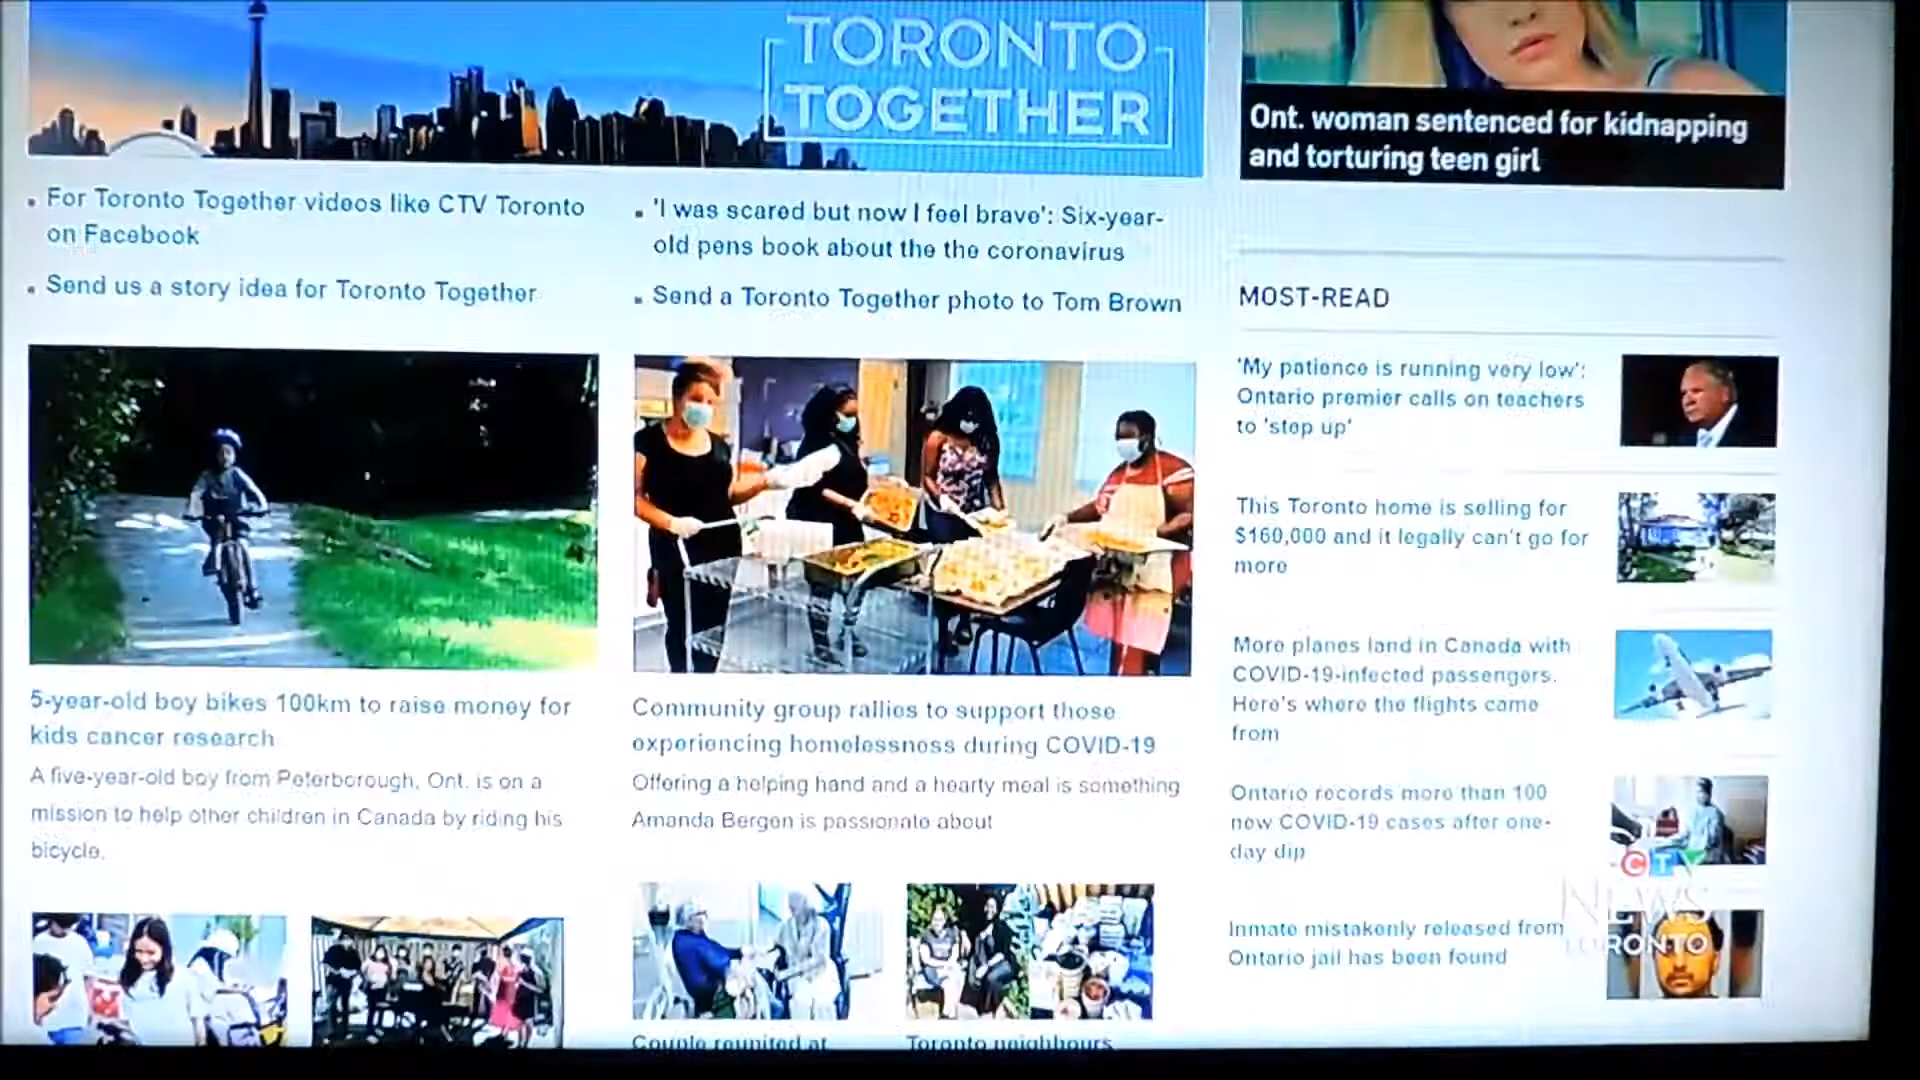 TORONTO
TOGETHER
For Toronto Together videos like CTV Toronto
on Facebook
Send us a story idea for Toronto Together
'I was scared but now I feel brave': Six-year-
old pens book about the the coronavirus
Send a Toronto Together photo to Tom Brown
5-year-old boy bikes 100km to raise money for
kids cancer research
A five-year-old boy from Peterborough, Ont. is on a
mission to help other children in Canada by riding his
bicycle.
Community group rallies to support those
experiencing homelessness during COVID-19
Offering a helping hand and a hearty meal is something
Amanda Bergen is passionate about
Couple reunited at
Toronto neighbours
Ont. woman sentenced for kidnapping
and torturing teen girl
MOST-READ
'My patience is running very low':
Ontario premier calls on teachers
to 'step up'
This Toronto home is selling for
$160,000 and it legally can't go for
more
More planes land in Canada with
COVID-19-infected passengers.
Here's where the flights came
from
Ontario records more than 100
new COVID-19 cases after one-
day dip
Inmate mistakenly released from
Ontario jail has been found
CTV
NEWS
TORONTO